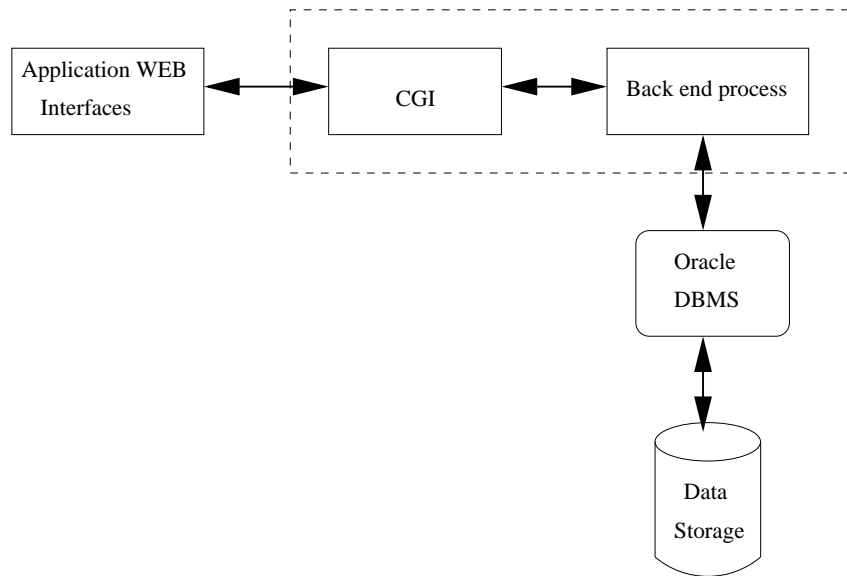 Application WEB
Interfaces
CGI
Back end process
Oracle
DBMS
Data
Storage